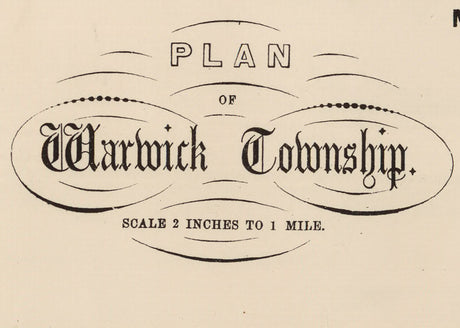 PLAN
OF
Warwick Township.
SCALE 2 INCHES TO 1 MILE.